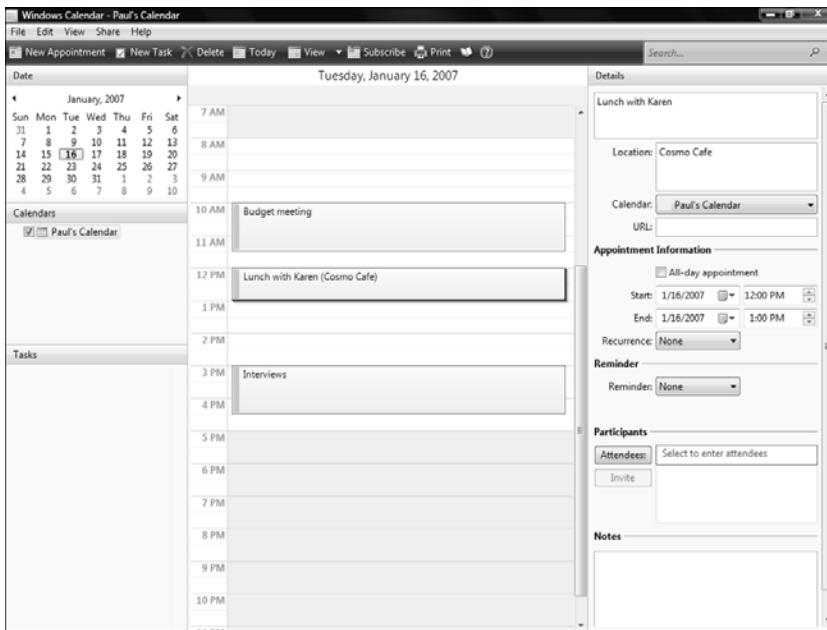 Windows Calendar - Paul's Calendar
File Edit View Share Help
New Appointment New Task Delete Today View Subscribe Print
Search...
Date
January, 2007
Sun Mon Tue Wed Thu Fri Sat
31 1 2 3 4 5 6
7 8 9 10 11 12 13
14 15 16 17 18 19 20
21 22 23 24 25 26 27
28 29 30 31 1 2 3
4 5 6 7 8 9 10
Calendars
Paul's Calendar
Tasks
Tuesday, January 16, 2007
7 AM
8 AM
9 AM
10 AM Budget meeting
11 AM
12 PM Lunch with Karen (Cosmo Cafe)
1 PM
2 PM
3 PM Interviews
4 PM
5 PM
6 PM
7 PM
8 PM
9 PM
10 PM
Details
Lunch with Karen
Location: Cosmo Cafe
Calendar: Paul's Calendar
URL:
Appointment Information
All-day appointment
Start: 1/16/2007 12:00 PM
End: 1/16/2007 1:00 PM
Recurrence: None
Reminder
Reminder: None
Participants
Attendees: Select to enter attendees
Invite
Notes